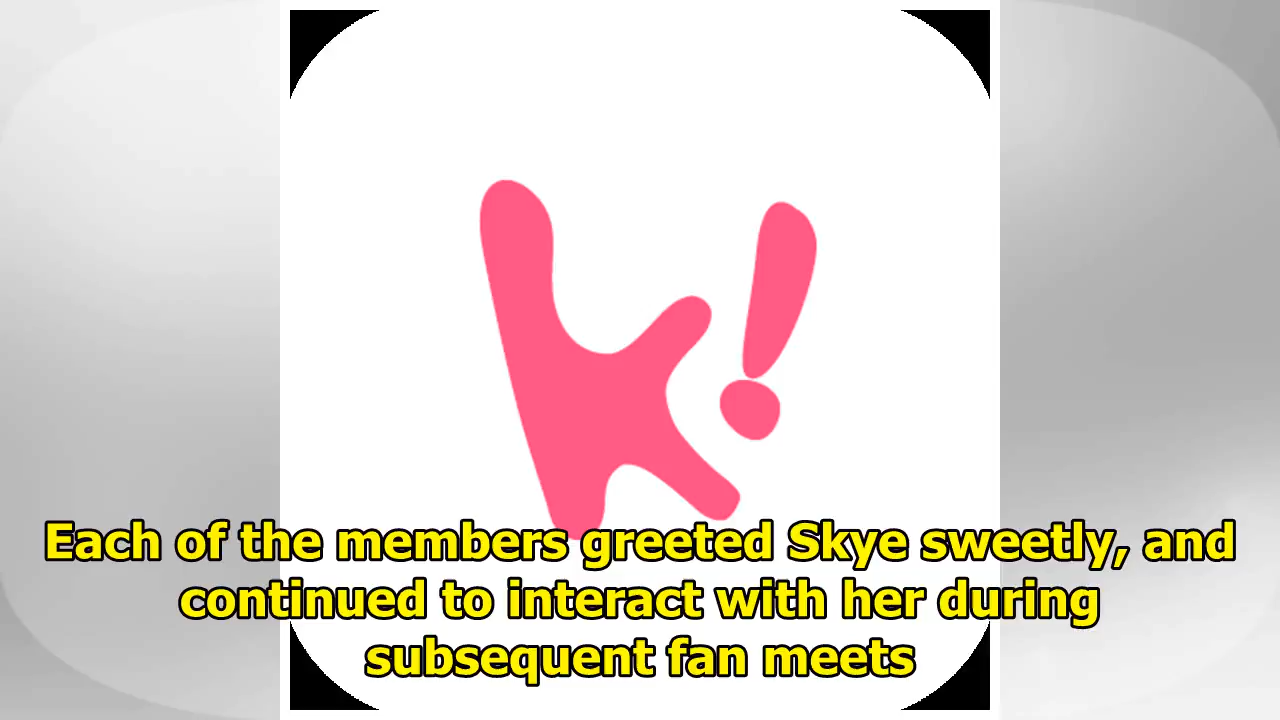 k!
Each of the members greeted Skye sweetly, and
continued to interact with her during
subsequent fan meets